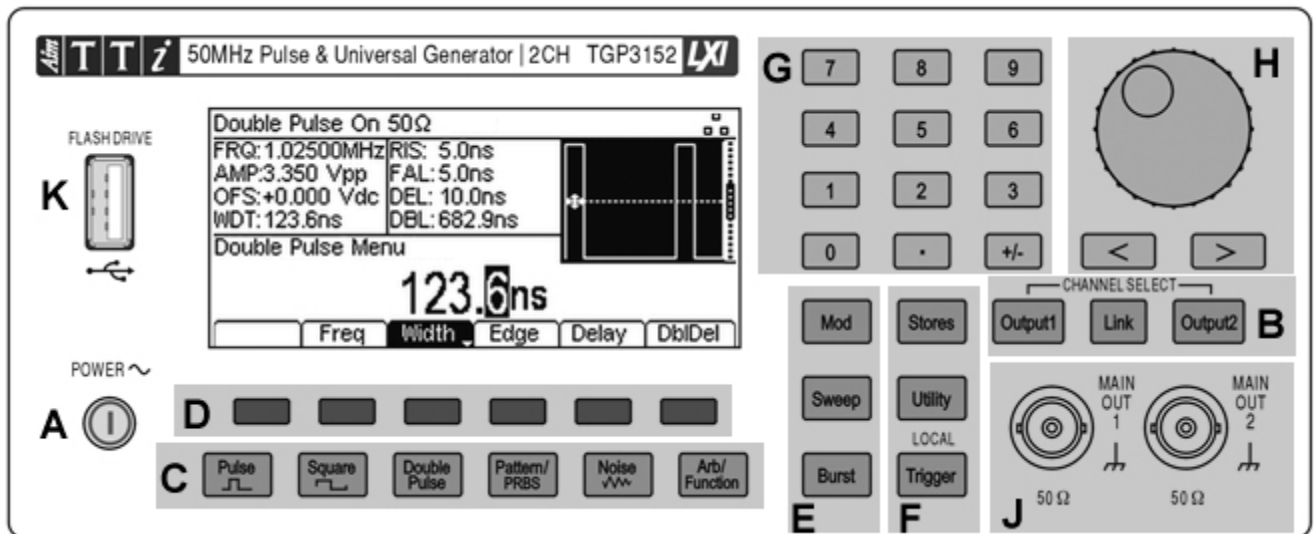 Aim TTi 50MHz Pulse & Universal Generator | 2CH TGP3152 LXI
FLASH DRIVE
K
Double Pulse On 50Ω
FRQ:1.02500MHz RIS: 5.0ns
AMP:3.350 Vpp FAL:5.0ns
OFS:+0.000 Vdc DEL: 10.0ns
WDT:123.6ns DBL:682.9ns
Double Pulse Menu
123.6ns
Freq Width Edge Delay DblDel
POWER
A
D
C
Pulse
Square
Double
Pulse
Pattern/
PRBS
Noise
Arb/
Function
G
7 8 9
4 5 6
1 2 3
0 . +/-
H
< >
CHANNEL SELECT
Output1 Link Output2
B
Mod
Sweep
Burst
E
Stores
Utility
LOCAL
Trigger
F
MAIN
OUT
1
50 Ω
MAIN
OUT
2
50 Ω
J